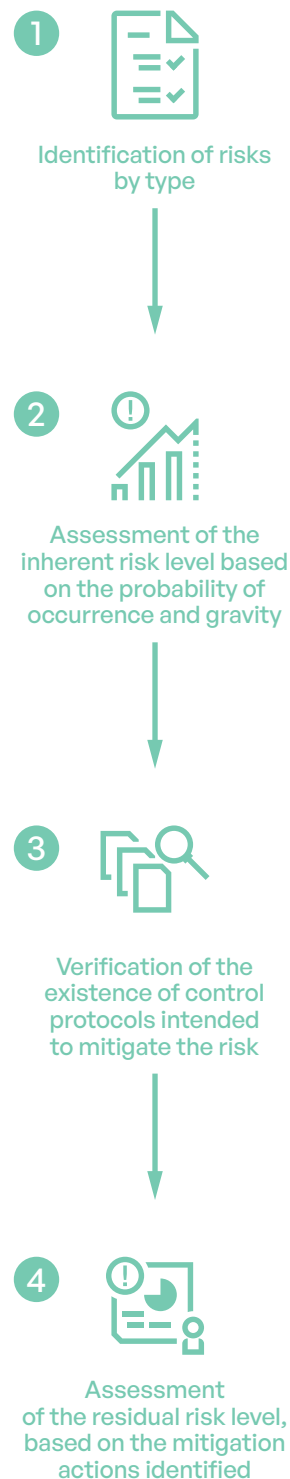 1
Identification of risks
by type
2
Assessment of the
inherent risk level based
on the probability of
occurrence and gravity
3
Verification of the
existence of control
protocols intended
to mitigate the risk
4
Assessment
of the residual risk level,
based on the mitigation
actions identified